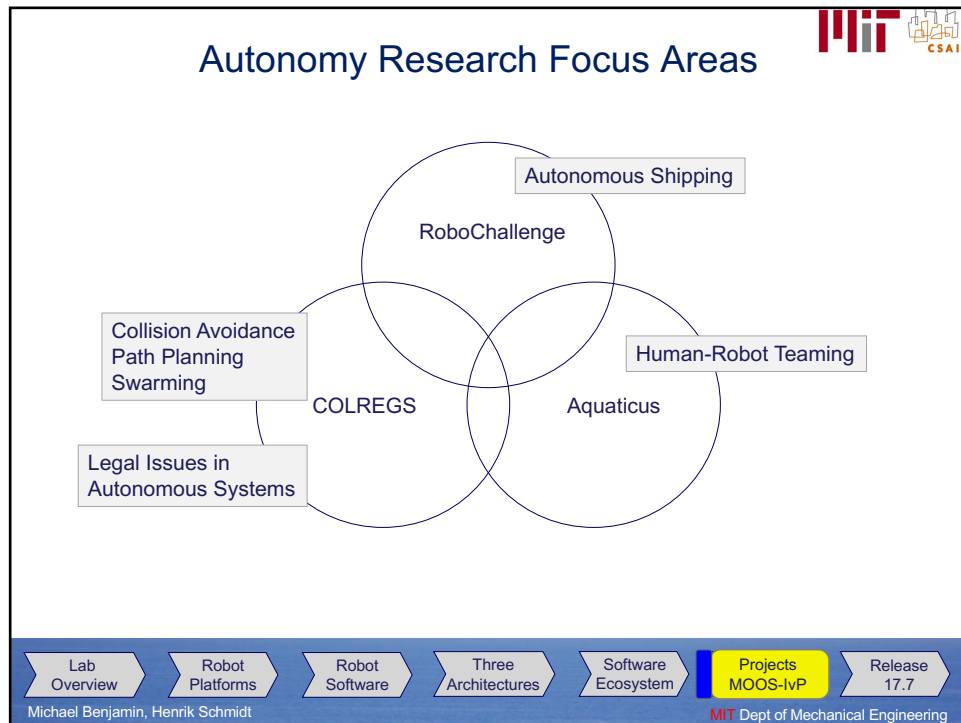 MIT
CSAI
Autonomy Research Focus Areas
Autonomous Shipping
RoboChallenge
Collision Avoidance
Path Planning
Swarming
Human-Robot Teaming
COLREGS
Aquaticus
Legal Issues in
Autonomous Systems
Lab
Overview
Robot
Platforms
Robot
Software
Three
Architectures
Software
Ecosystem
Projects
MOOS-IvP
Release
17.7
Michael Benjamin, Henrik Schmidt
MIT Dept of Mechanical Engineering